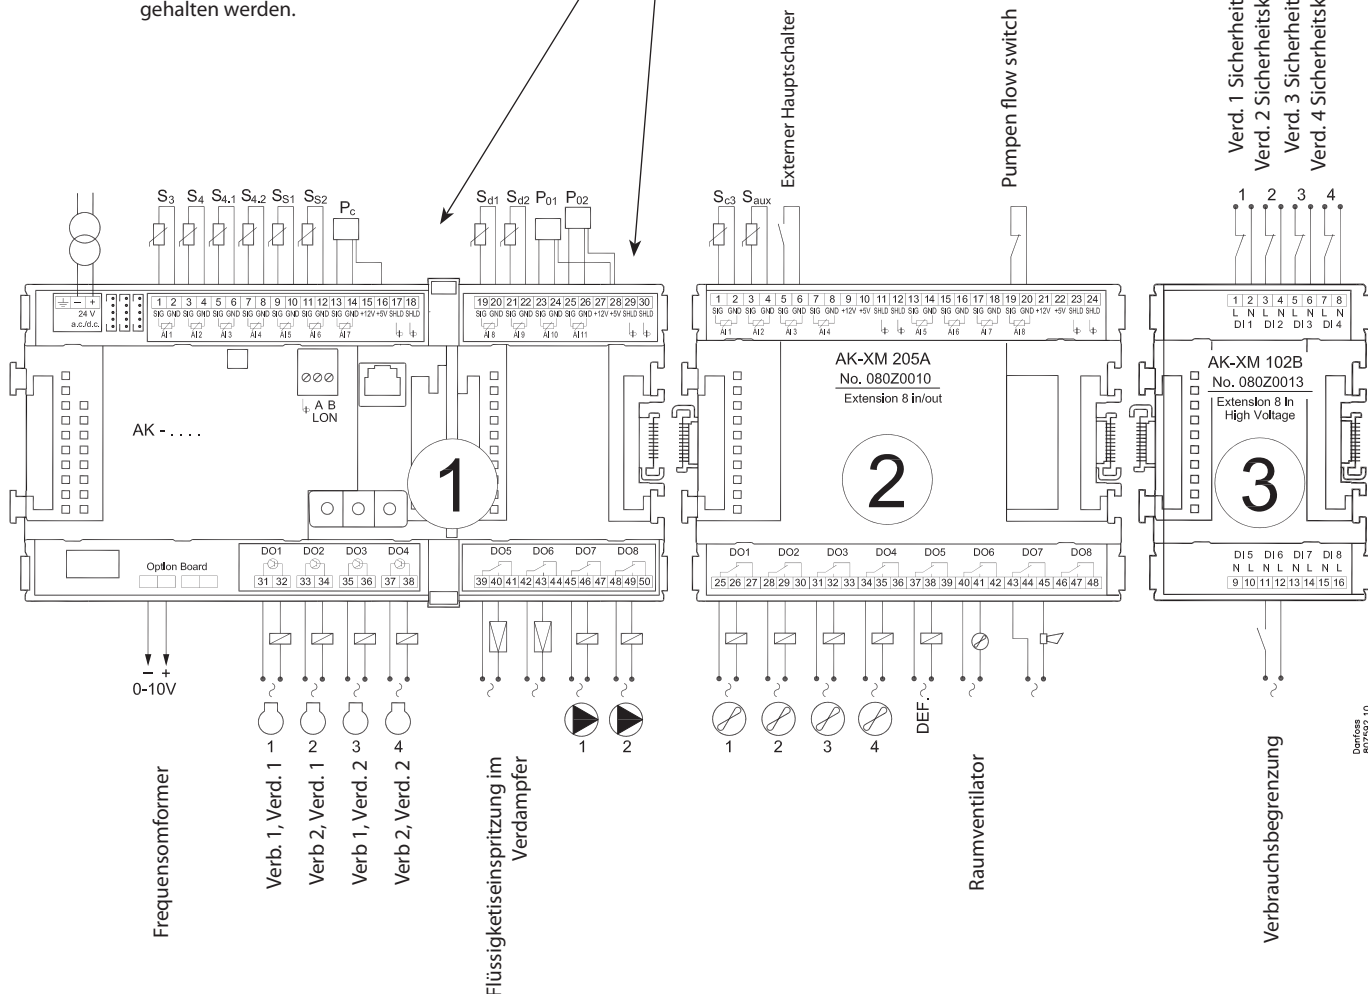 gehalten werden.
Externer Hauptschalter
Pumpen flow switch
Verd. 1 Sicherheit
Verd. 2 Sicherheitsk
Verd. 3 Sicherheit
Verd. 4 Sicherheitsk
S3 S4 S4.1 S4.2 SS1 SS2 Pc
Sd1 Sd2 P01 P02
Sc3 Saux
1 2 3 4
– +
24 V
a.c./d.c.
1 2 3 4 5 6 7 8 9 10 11 12 13 14 15 16 17 18
SIG GND SIG GND SIG GND SIG GND SIG GND SIG GND SIG GND +12V +5V SHLD SHLD
AI 1 AI 2 AI 3 AI 4 AI 5 AI 6 AI 7
19 20 21 22 23 24 25 26 27 28 29 30
SIG GND SIG GND SIG GND SIG GND +12V +5V SHLD SHLD
AI 8 AI 9 AI 10 AI 11
1 2 3 4 5 6 7 8 9 10 11 12 13 14 15 16 17 18 19 20 21 22 23 24
SIG GND SIG GND SIG GND SIG GND +12V +5V SHLD SHLD SIG GND SIG GND SIG GND SIG GND +12V +5V SHLD SHLD
AI 1 AI 2 AI 3 AI 4 AI 5 AI 6 AI 7 AI 8
1 2 3 4 5 6 7 8
L N L N L N L N
DI 1 DI 2 DI 3 DI 4
AK - . . . .
A B
LON
1
AK-XM 205A
No. 080Z0010
Extension 8 in/out
2
AK-XM 102B
No. 080Z0013
Extension 8 In
High Voltage
3
Option Board
DO1 DO2 DO3 DO4
31 32 33 34 35 36 37 38
DO5 DO6 DO7 DO8
39 40 41 42 43 44 45 46 47 48 49 50
DO1 DO2 DO3 DO4 DO5 DO6 DO7 DO8
25 26 27 28 29 30 31 32 33 34 35 36 37 38 39 40 41 42 43 44 45 46 47 48
DI 5 DI 6 DI 7 DI 8
N L N L N L N L
9 10 11 12 13 14 15 16
– +
0-10V
1 2 3 4
1 2
1 2 3 4
DEF.
Frequensomformer
Verb. 1, Verd. 1
Verb 2, Verd. 1
Verb 1, Verd. 2
Verb 2, Verd. 2
Flüssigketiseinspritzung im
Verdampfer
Raumventilator
Verbrauchsbegrenzung
Danfoss